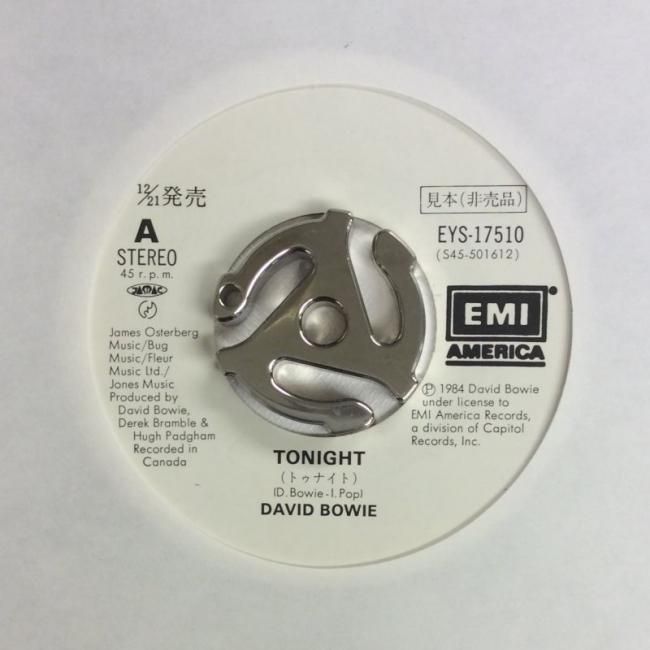 12/21 発売
見本(非売品)
A
STEREO
45 r.p.m.
JASRAC
EYS-17510
(S45-501612)
EMI
AMERICA
James Osterberg
Music/Bug
Music/Fleur
Music Ltd./
Jones Music
Produced by
David Bowie,
Derek Bramble &
Hugh Padgham
Recorded in
Canada
Ⓟ 1984 David Bowie
under license to
EMI America Records,
a division of Capitol
Records, Inc.
TONIGHT
(トゥナイト)
(D. Bowie-I. Pop)
DAVID BOWIE